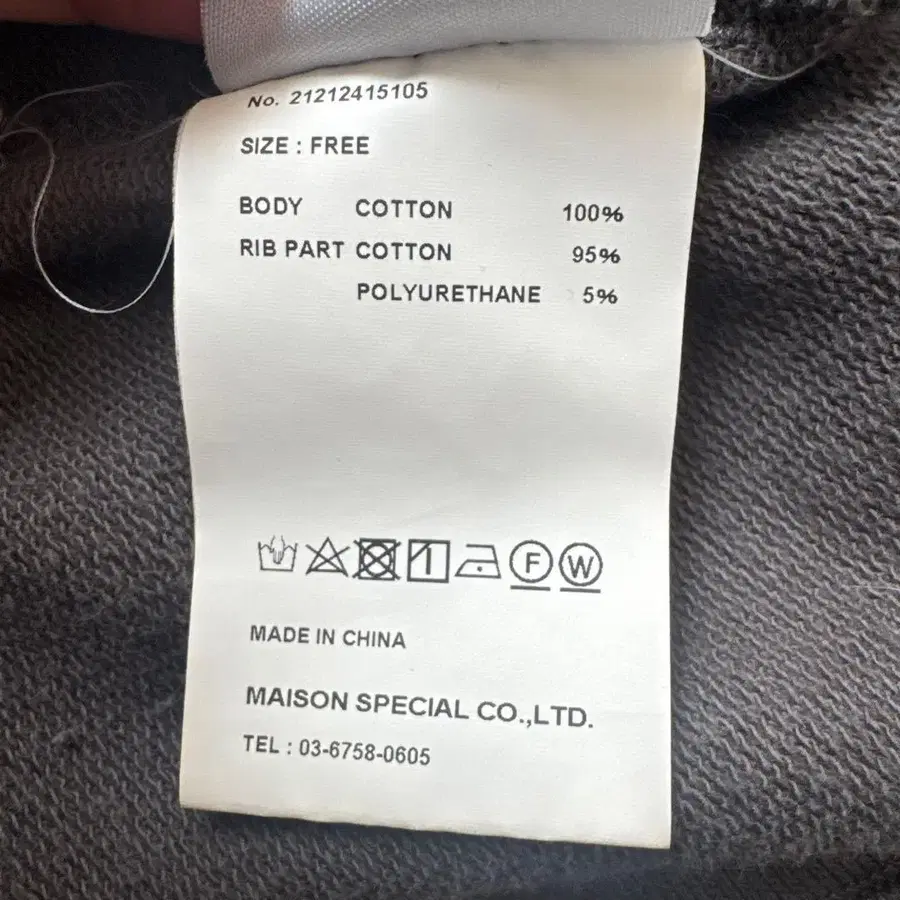 No. 21212415105
SIZE : FREE
BODY COTTON 100%
RIB PART COTTON 95%
POLYURETHANE 5%
F W
MADE IN CHINA
MAISON SPECIAL CO.,LTD.
TEL : 03-6758-0605